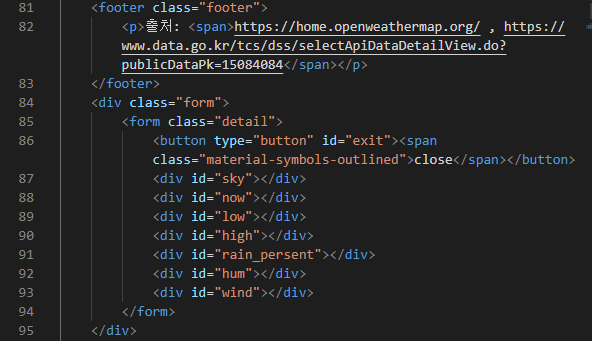 81 <footer class="footer">
82 <p>출처: <span>https://home.openweathermap.org/ , https://
www.data.go.kr/tcs/dss/selectApiDataDetailView.do?
publicDataPk=15084084</span></p>
83 </footer>
84 <div class="form">
85 <form class="detail">
86 <button type="button" id="exit"><span
class="material-symbols-outlined">close</span></button>
87 <div id="sky"></div>
88 <div id="now"></div>
89 <div id="low"></div>
90 <div id="high"></div>
91 <div id="rain_persent"></div>
92 <div id="hum"></div>
93 <div id="wind"></div>
94 </form>
95 </div>